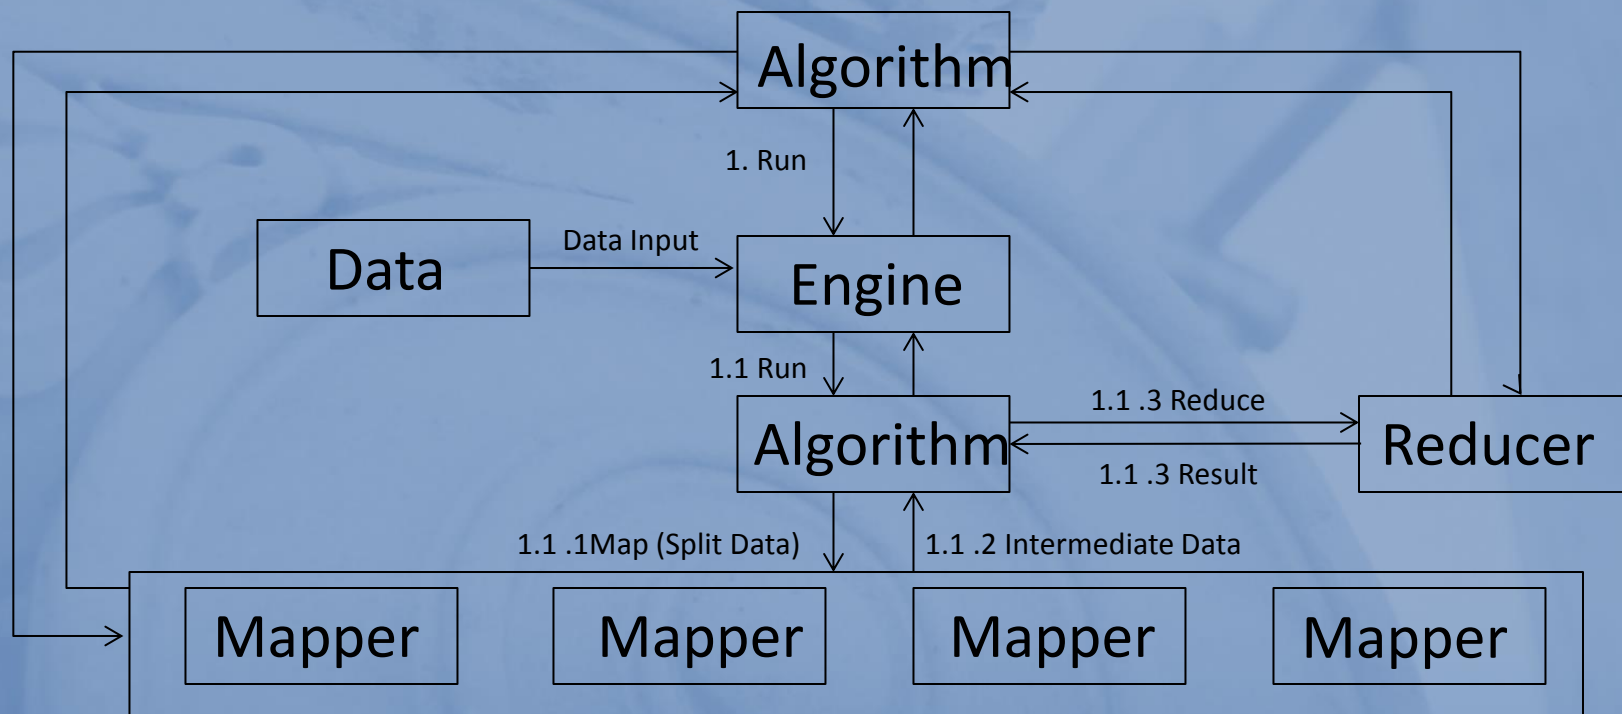 Algorithm
1. Run
Data
Data Input
Engine
1.1 Run
Algorithm
1.1 .3 Reduce
1.1 .3 Result
Reducer
1.1 .1Map (Split Data)
1.1 .2 Intermediate Data
Mapper
Mapper
Mapper
Mapper